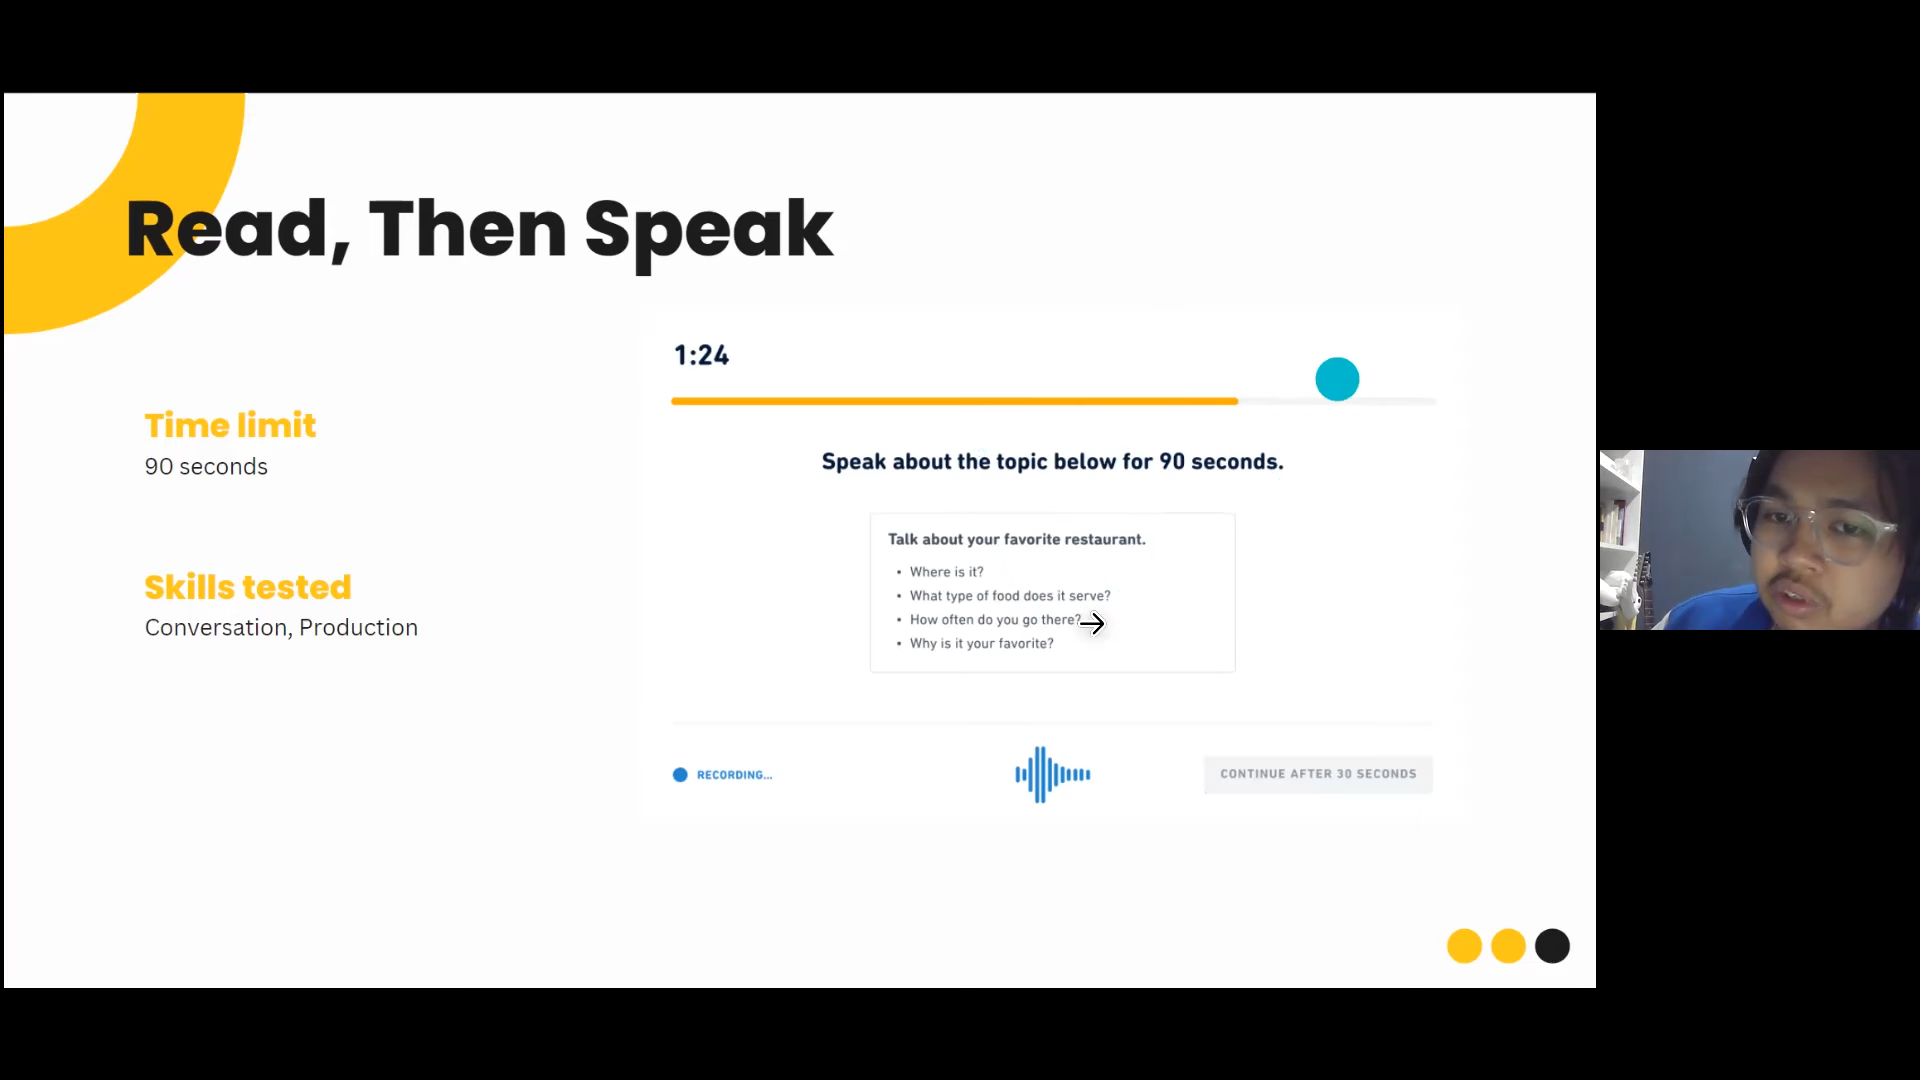 Read, Then Speak
Time limit
90 seconds
Skills tested
Conversation, Production
1:24
Speak about the topic below for 90 seconds.
Talk about your favorite restaurant.
• Where is it?
• What type of food does it serve?
• How often do you go there?
• Why is it your favorite?
RECORDING...
CONTINUE AFTER 30 SECONDS